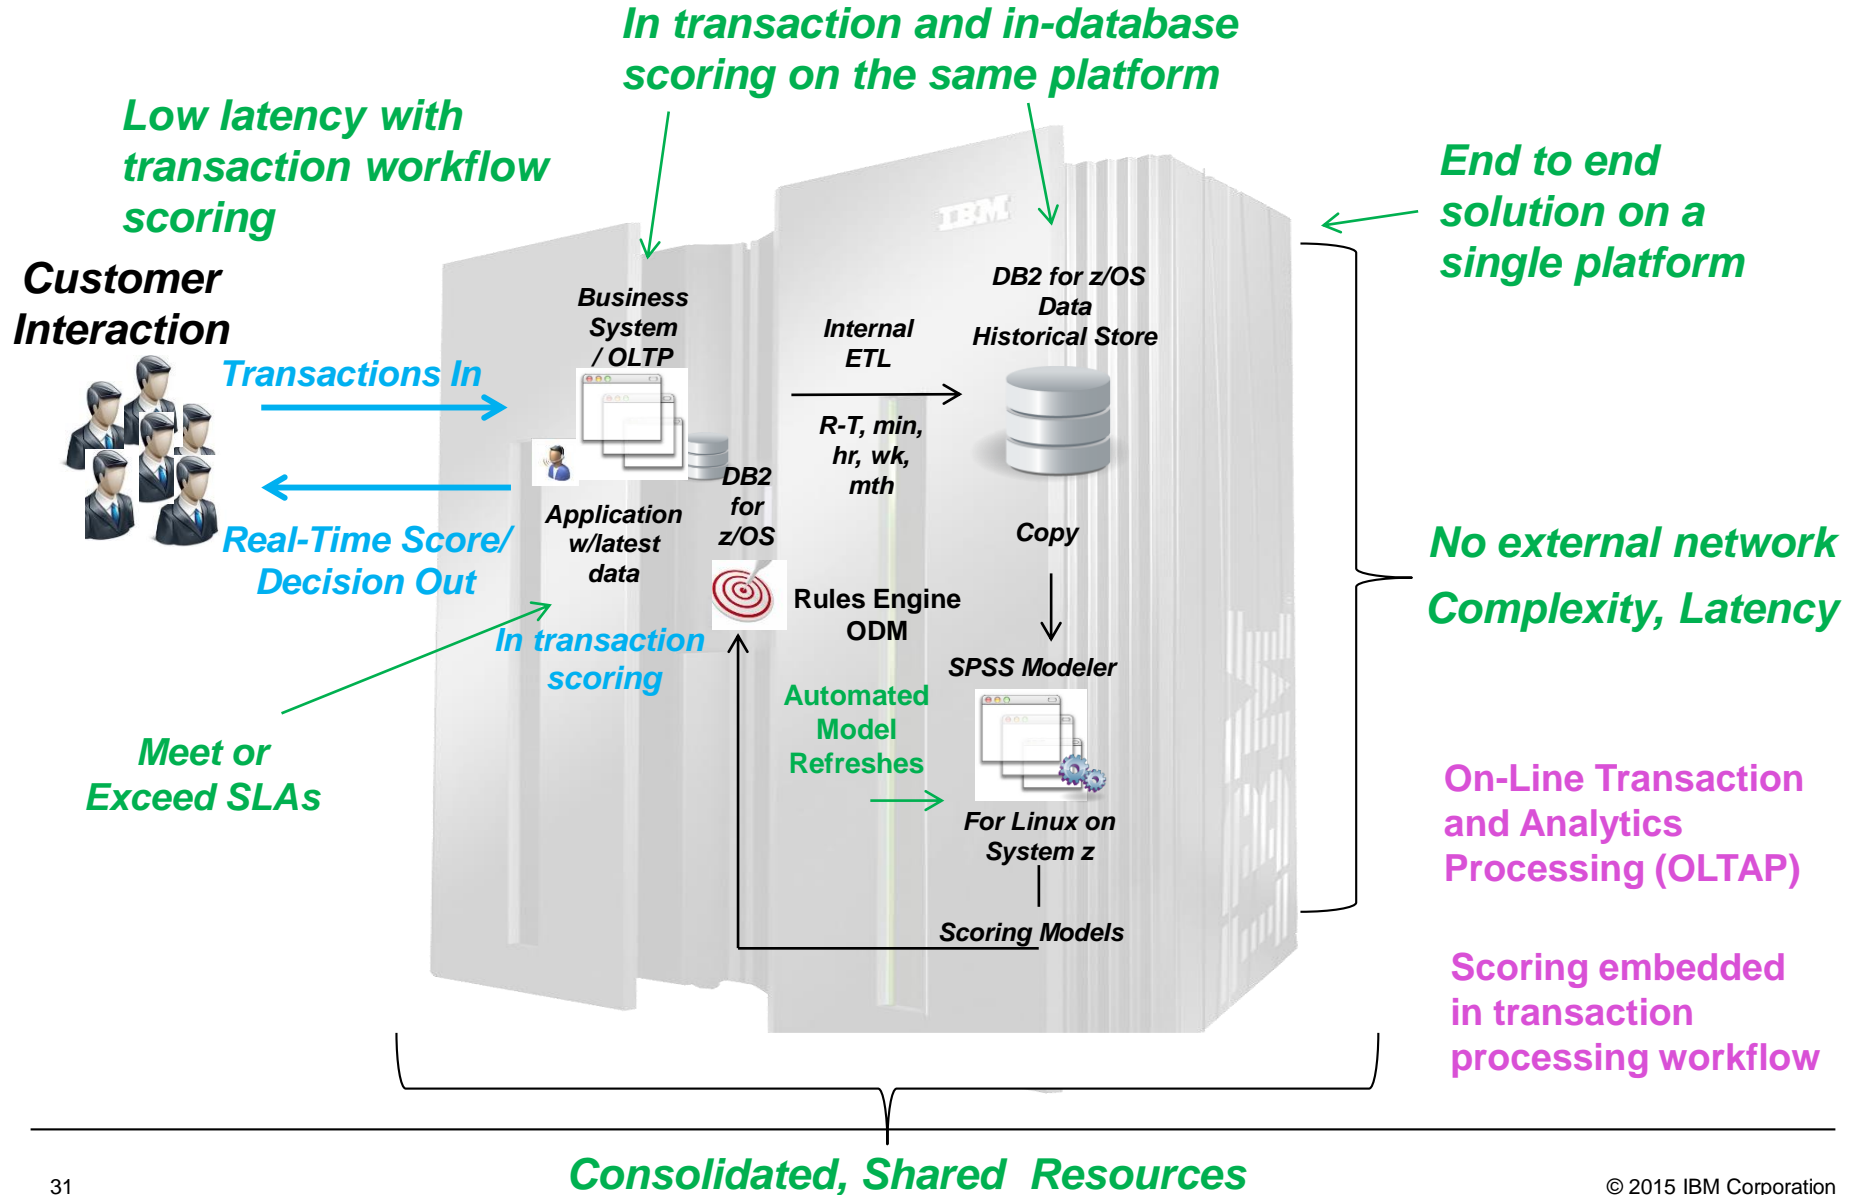 In transaction and in-database
scoring on the same platform
Low latency with
transaction workflow
scoring
End to end
solution on a
single platform
IBM
Customer
Interaction
Business
System
/ OLTP
DB2 for z/OS
Data
Historical Store
Internal
ETL
Transactions In
R-T, min,
hr, wk,
mth
DB2
for
z/OS
Application
w/latest
data
Copy
Real-Time Score/
Decision Out
No external network
Complexity, Latency
Rules Engine
ODM
In transaction
scoring
SPSS Modeler
Automated
Model
Refreshes
Meet or
Exceed SLAs
For Linux on
System z
On-Line Transaction
and Analytics
Processing (OLTAP)
Scoring Models
Scoring embedded
in transaction
processing workflow
Consolidated, Shared  Resources
31
© 2015 IBM Corporation